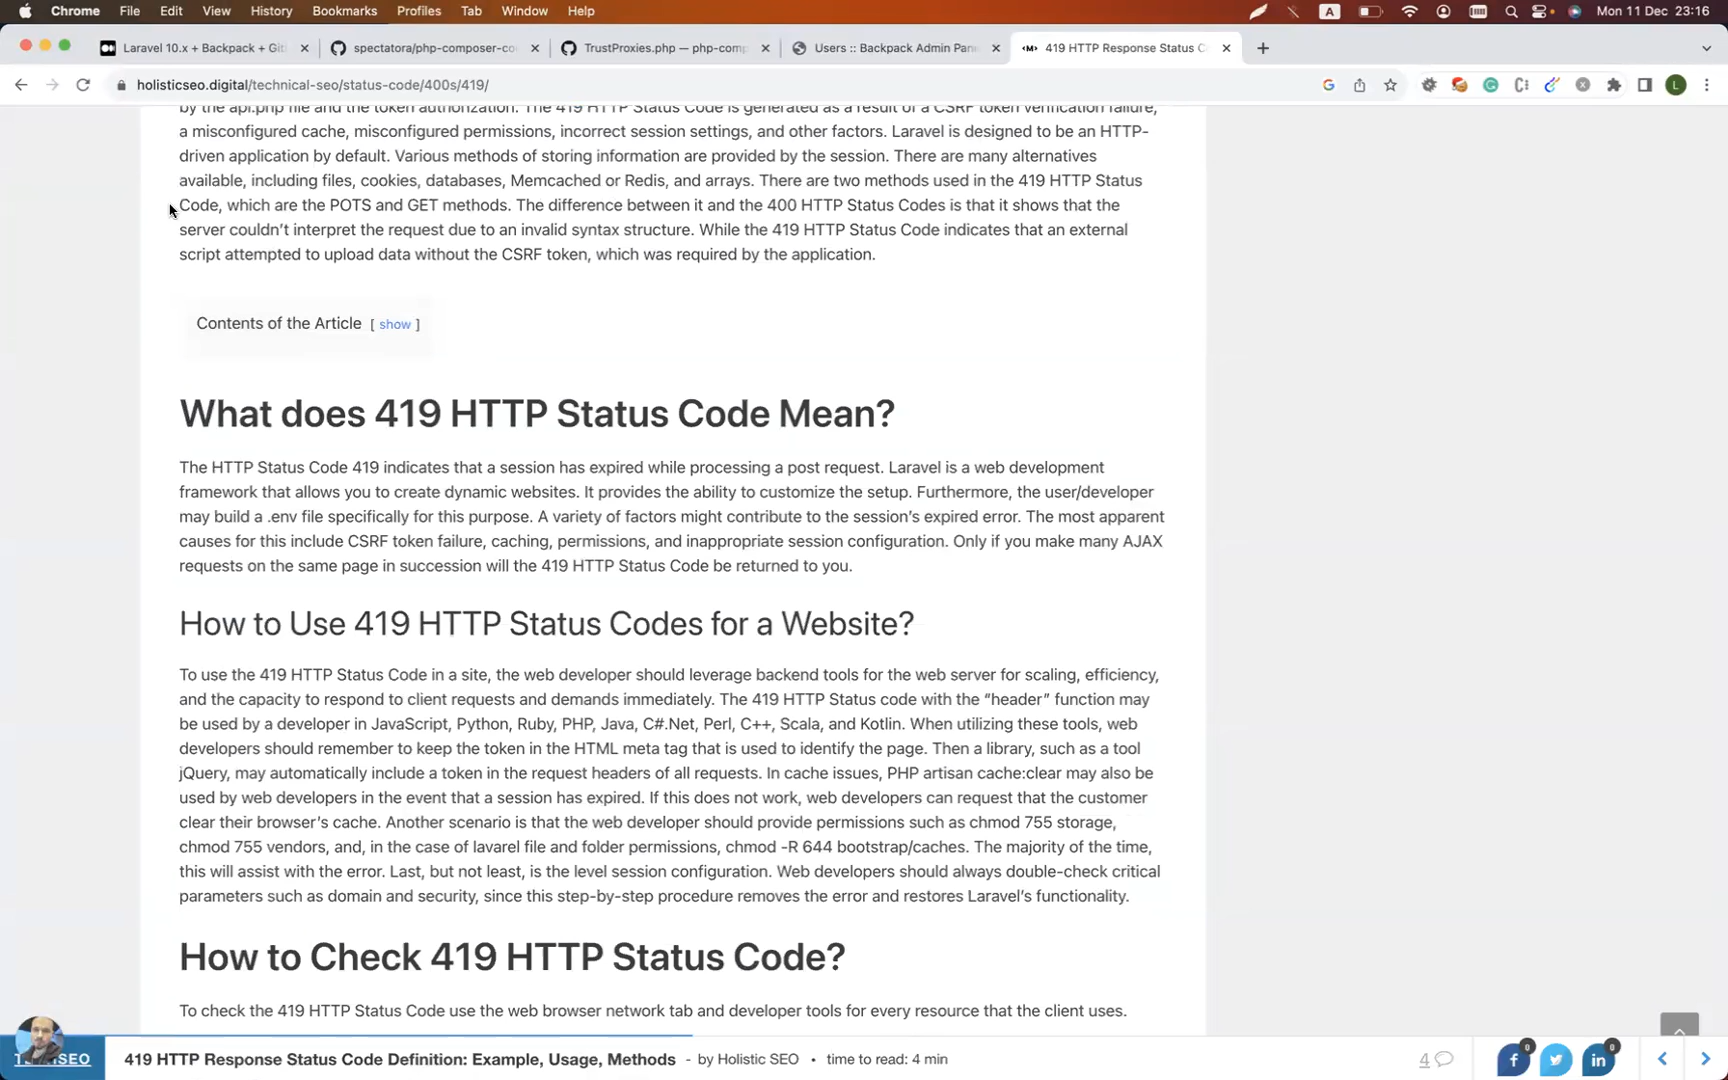 Chrome File Edit View History Bookmarks Profiles Tab Window Help A Mon 11 Dec 23:16
Laravel 10.x + Backpack + Git spectatora/php-composer-co TrustProxies.php — php-comp Users :: Backpack Admin Pane 419 HTTP Response Status C
holisticseo.digital/technical-seo/status-code/400s/419/ L
by the api.php file and the token authorization. The 419 HTTP Status Code is generated as a result of a CSRF token verification failure,
a misconfigured cache, misconfigured permissions, incorrect session settings, and other factors. Laravel is designed to be an HTTP-
driven application by default. Various methods of storing information are provided by the session. There are many alternatives
available, including files, cookies, databases, Memcached or Redis, and arrays. There are two methods used in the 419 HTTP Status
Code, which are the POTS and GET methods. The difference between it and the 400 HTTP Status Codes is that it shows that the
server couldn't interpret the request due to an invalid syntax structure. While the 419 HTTP Status Code indicates that an external
script attempted to upload data without the CSRF token, which was required by the application.
Contents of the Article [ show ]
What does 419 HTTP Status Code Mean?
The HTTP Status Code 419 indicates that a session has expired while processing a post request. Laravel is a web development
framework that allows you to create dynamic websites. It provides the ability to customize the setup. Furthermore, the user/developer
may build a .env file specifically for this purpose. A variety of factors might contribute to the session's expired error. The most apparent
causes for this include CSRF token failure, caching, permissions, and inappropriate session configuration. Only if you make many AJAX
requests on the same page in succession will the 419 HTTP Status Code be returned to you.
How to Use 419 HTTP Status Codes for a Website?
To use the 419 HTTP Status Code in a site, the web developer should leverage backend tools for the web server for scaling, efficiency,
and the capacity to respond to client requests and demands immediately. The 419 HTTP Status code with the “header” function may
be used by a developer in JavaScript, Python, Ruby, PHP, Java, C#.Net, Perl, C++, Scala, and Kotlin. When utilizing these tools, web
developers should remember to keep the token in the HTML meta tag that is used to identify the page. Then a library, such as a tool
jQuery, may automatically include a token in the request headers of all requests. In cache issues, PHP artisan cache:clear may also be
used by web developers in the event that a session has expired. If this does not work, web developers can request that the customer
clear their browser's cache. Another scenario is that the web developer should provide permissions such as chmod 755 storage,
chmod 755 vendors, and, in the case of lavarel file and folder permissions, chmod -R 644 bootstrap/caches. The majority of the time,
this will assist with the error. Last, but not least, is the level session configuration. Web developers should always double-check critical
parameters such as domain and security, since this step-by-step procedure removes the error and restores Laravel's functionality.
How to Check 419 HTTP Status Code?
To check the 419 HTTP Status Code use the web browser network tab and developer tools for every resource that the client uses.
SEO 419 HTTP Response Status Code Definition: Example, Usage, Methods - by Holistic SEO • time to read: 4 min 4 0 0